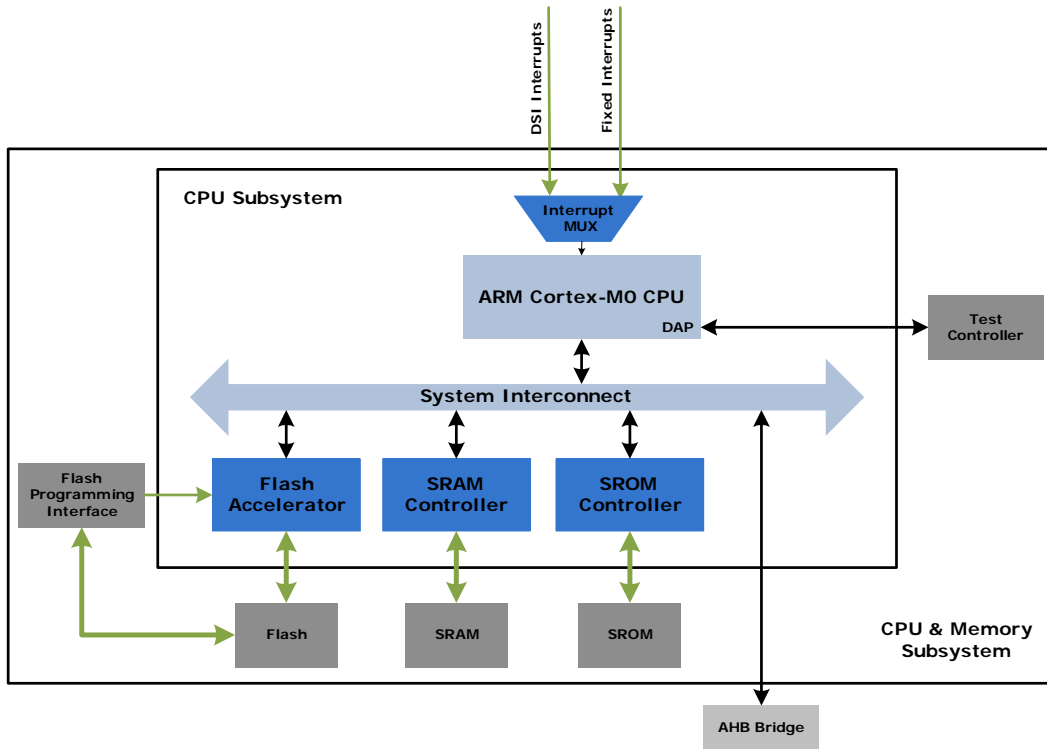 DSI Interrupts
Fixed Interrupts
CPU Subsystem
Interrupt
MUX
ARM Cortex-M0 CPU
DAP
Test
Controller
System Interconnect
Flash
Programming
Interface
Flash
Accelerator
SRAM
Controller
SROM
Controller
Flash
SRAM
SROM
CPU & Memory
Subsystem
AHB Bridge